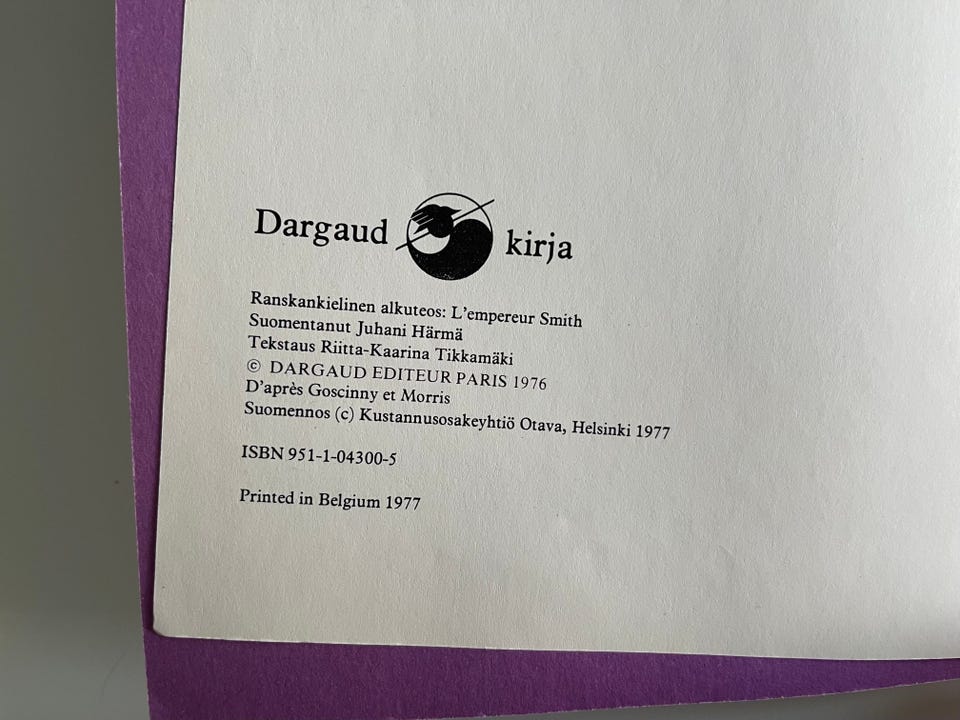 Dargaud kirja
Ranskankielinen alkuteos: L'empereur Smith
Suomentanut Juhani Härmä
Tekstaus Riitta-Kaarina Tikkamäki
© DARGAUD EDITEUR PARIS 1976
D'après Goscinny et Morris
Suomennos (c) Kustannusosakeyhtiö Otava, Helsinki 1977
ISBN 951-1-04300-5
Printed in Belgium 1977